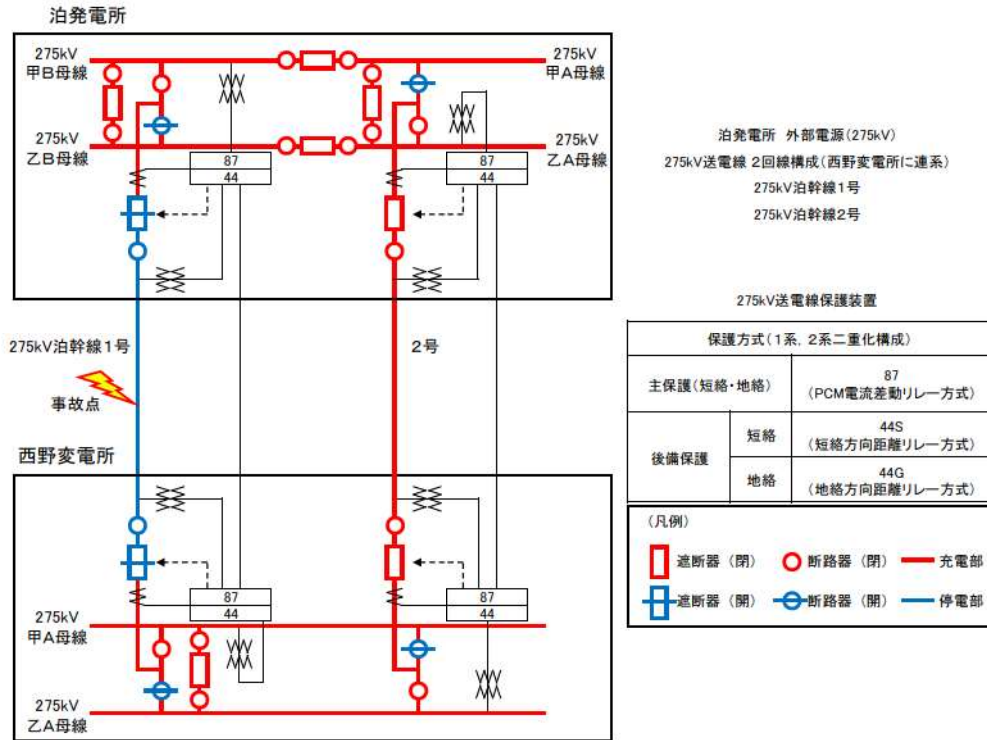 泊発電所
275kV
甲B母線
275kV
甲A母線
275kV
乙B母線
275kV
乙A母線
87
44
87
44
泊発電所 外部電源(275kV)
275kV送電線 2回線構成(西野変電所に連系)
275kV泊幹線1号
275kV泊幹線2号
275kV泊幹線1号
2号
事故点
275kV送電線保護装置
保護方式(1系，2系二重化構成)
主保護(短絡・地絡)
87
(PCM電流差動リレー方式)
後備保護
短絡
44S
(短絡方向距離リレー方式)
地絡
44G
(地絡方向距離リレー方式)
西野変電所
87
44
87
44
275kV
甲A母線
275kV
乙A母線
(凡例)
遮断器(閉) 断路器(閉) 充電部
遮断器(開) 断路器(開) 停電部